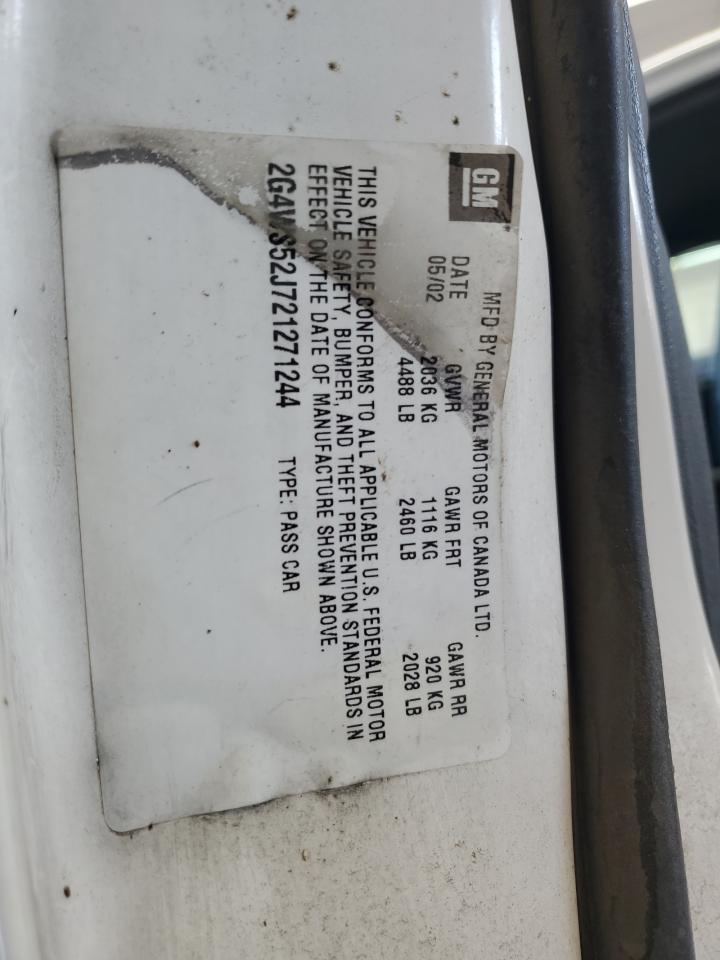 GM
MFD BY GENERAL MOTORS OF CANADA LTD.
DATE GVWR GAWR FRT GAWR RR
05/02 2036 KG 1116 KG 920 KG
4488 LB 2460 LB 2028 LB
THIS VEHICLE CONFORMS TO ALL APPLICABLE U.S. FEDERAL MOTOR
VEHICLE SAFETY, BUMPER, AND THEFT PREVENTION STANDARDS IN
EFFECT ON THE DATE OF MANUFACTURE SHOWN ABOVE.
2G4WS52J721271244 TYPE: PASS CAR